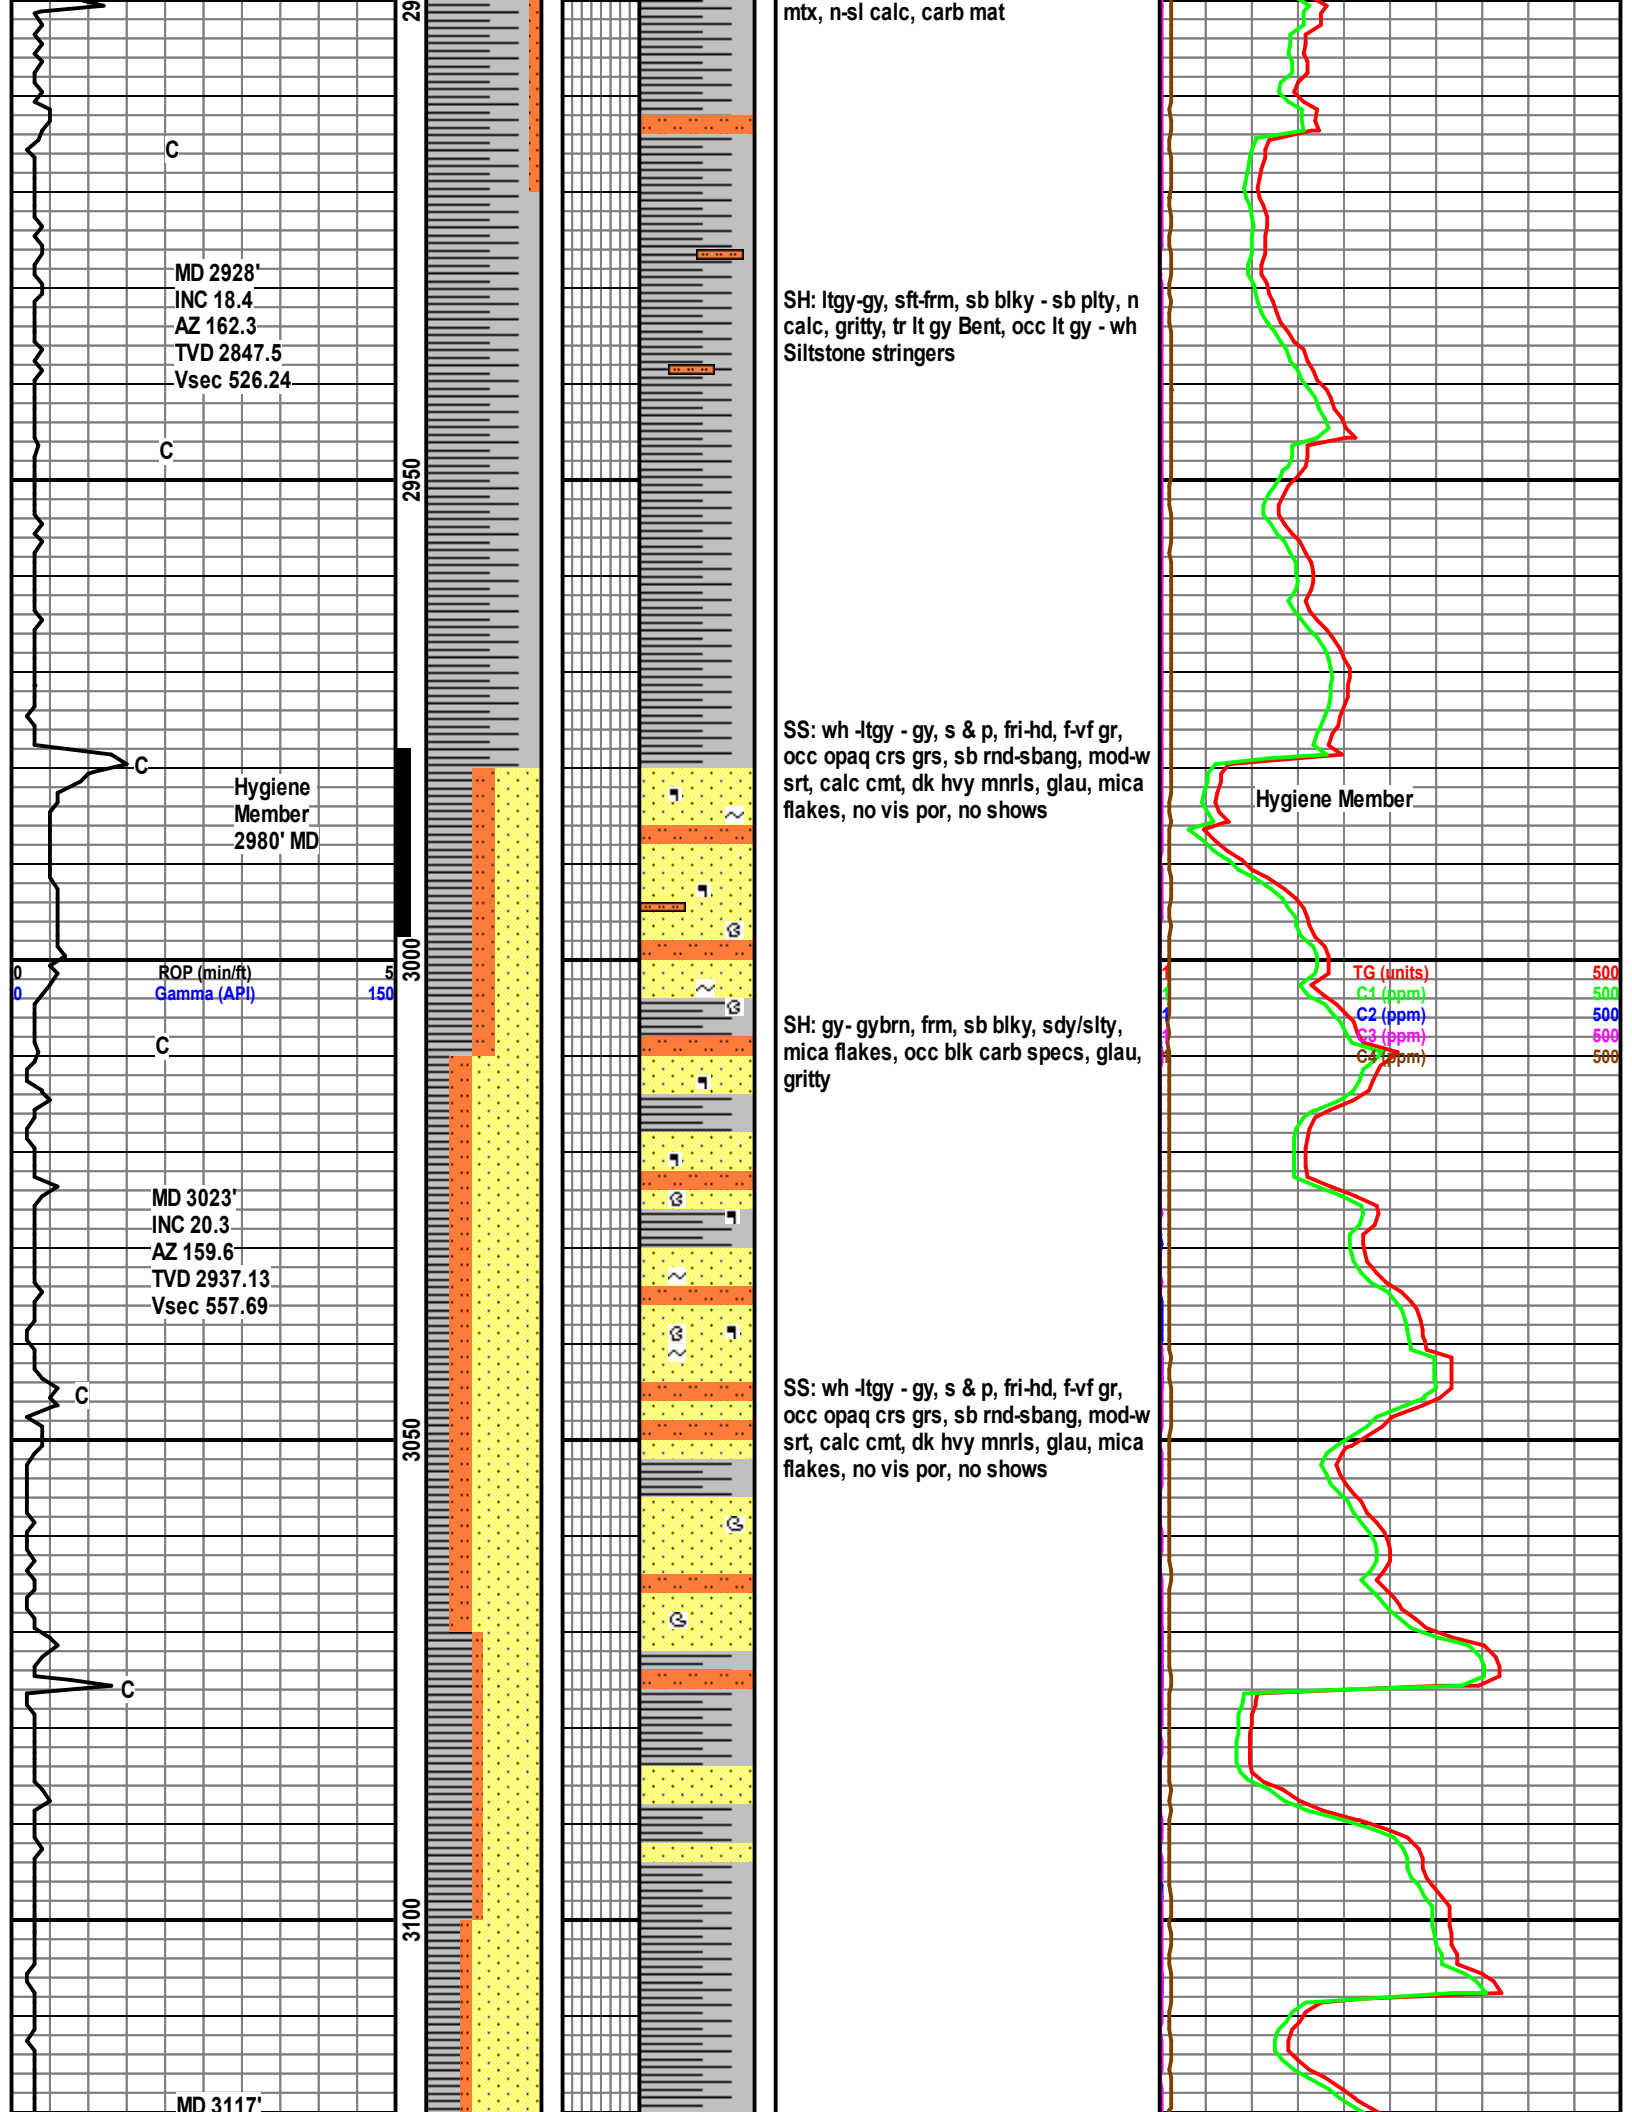 29
mtx, n-sl calc, carb mat
C
MD 2928'
INC 18.4
AZ 162.3
TVD 2847.5
Vsec 526.24
SH: ltgy-gy, sft-frm, sb blky - sb plty, n
calc, gritty, tr lt gy Bent, occ lt gy - wh
Siltstone stringers
C
2950
SS: wh -ltgy - gy, s & p, fri-hd, f-vf gr,
occ opaq crs grs, sb rnd-sbang, mod-w
srt, calc cmt, dk hvy mnrls, glau, mica
flakes, no vis por, no shows
C
Hygiene
Member
2980' MD
Hygiene Member
3000
0 ROP (min/ft) 5
0 Gamma (API) 150
1 TG (units) 500
1 C1 (ppm) 500
1 C2 (ppm) 500
1 C3 (ppm) 500
1 C4 (ppm) 500
C
SH: gy- gybrn, frm, sb blky, sdy/slty,
mica flakes, occ blk carb specs, glau,
gritty
MD 3023'
INC 20.3
AZ 159.6
TVD 2937.13
Vsec 557.69
C
SS: wh -ltgy - gy, s & p, fri-hd, f-vf gr,
occ opaq crs grs, sb rnd-sbang, mod-w
srt, calc cmt, dk hvy mnrls, glau, mica
flakes, no vis por, no shows
3050
C
3100
MD 3117'